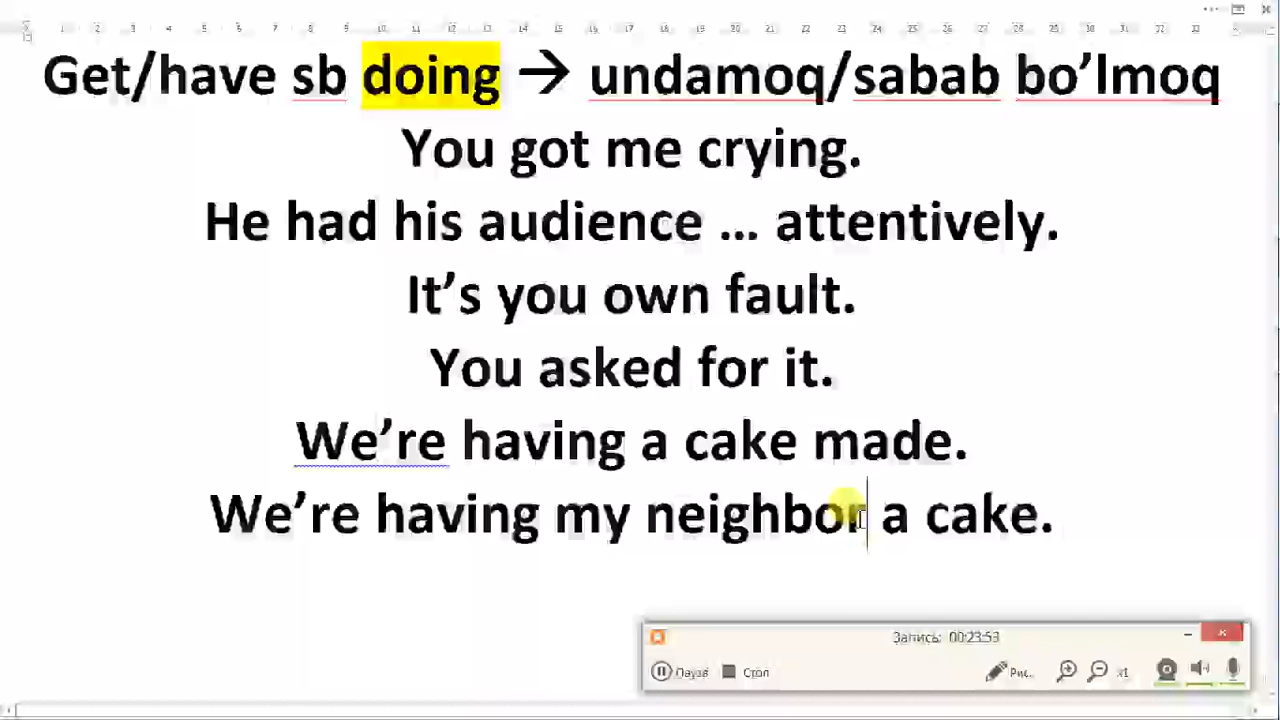 Get/have sb doing → undamoq/sabab bo’lmoq
You got me crying.
He had his audience … attentively.
It’s you own fault.
You asked for it.
We’re having a cake made.
We’re having my neighbor a cake.
Запись: 00:23:53
Пауза Стоп Рис. x1